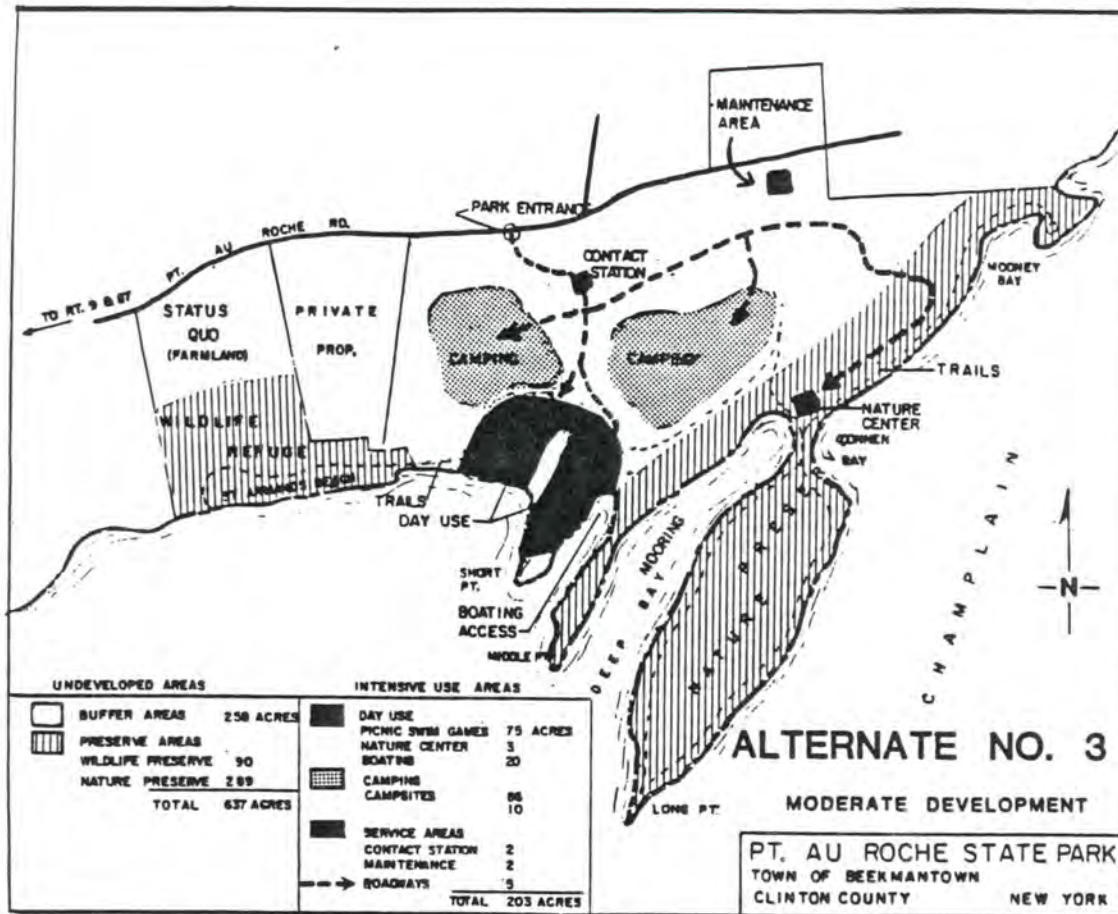 MAINTENANCE
AREA
PARK ENTRANCE
PT. AU ROCHE RD.
CONTACT
STATION
MOONEY
BAY
TO RT. 9 & 87
STATUS
QUO
(FARMLAND)
PRIVATE
PROP.
CAMPING
TRAILS
NATURE
CENTER
CONNER
BAY
WILDLIFE
REFUGE
ST. ARMANDS BEACH
TRAILS
DAY USE
SHORT
PT.
BOATING
ACCESS
MIDDLE PT.
DEEP BAY
MOORING
NATURE PRESERVE
CHAMPLAIN
N
LONG PT.
UNDEVELOPED AREAS
BUFFER AREAS 258 ACRES
PRESERVE AREAS
WILDLIFE PRESERVE 90
NATURE PRESERVE 289
TOTAL 637 ACRES
INTENSIVE USE AREAS
DAY USE
PICNIC SWIM GAMES 75 ACRES
NATURE CENTER 3
BOATING 20
CAMPING
CAMPSITES 86
10
SERVICE AREAS
CONTACT STATION 2
MAINTENANCE 2
ROADWAYS 5
TOTAL 203 ACRES
ALTERNATE NO. 3
MODERATE DEVELOPMENT
PT. AU ROCHE STATE PARK
TOWN OF BEEKMANTOWN
CLINTON COUNTY NEW YORK